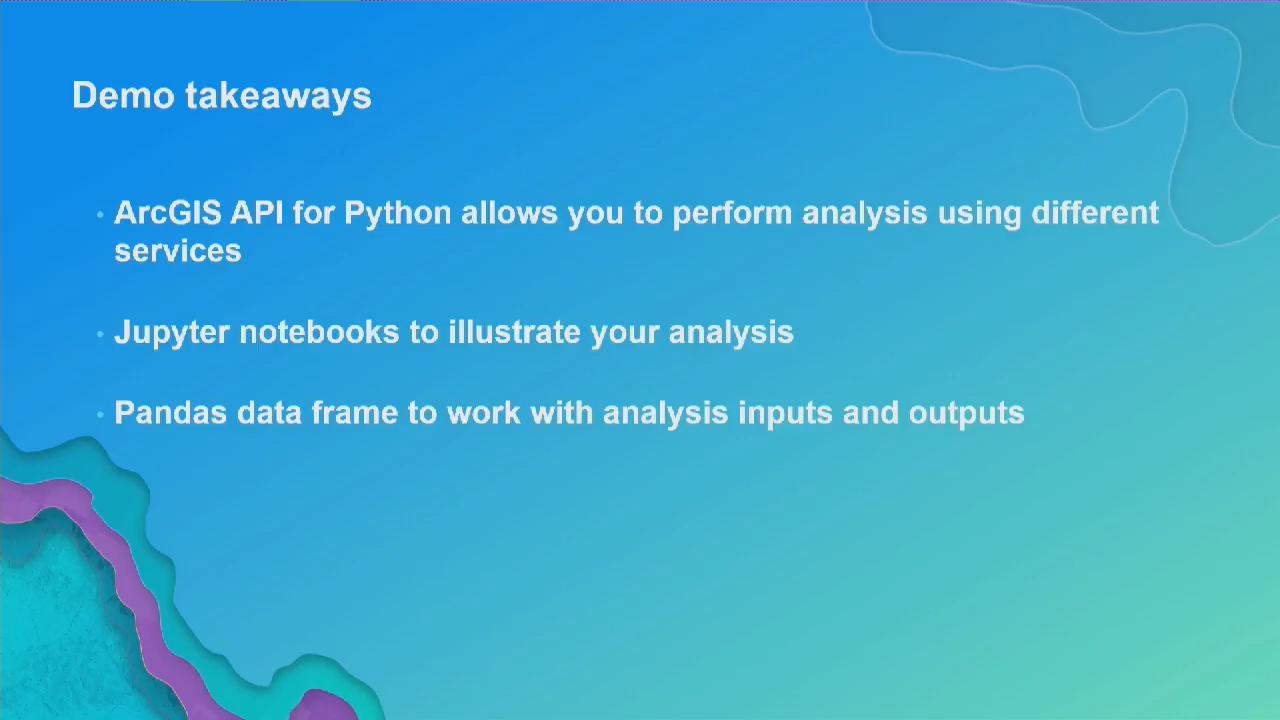 Demo takeaways
• ArcGIS API for Python allows you to perform analysis using different
services
• Jupyter notebooks to illustrate your analysis
• Pandas data frame to work with analysis inputs and outputs